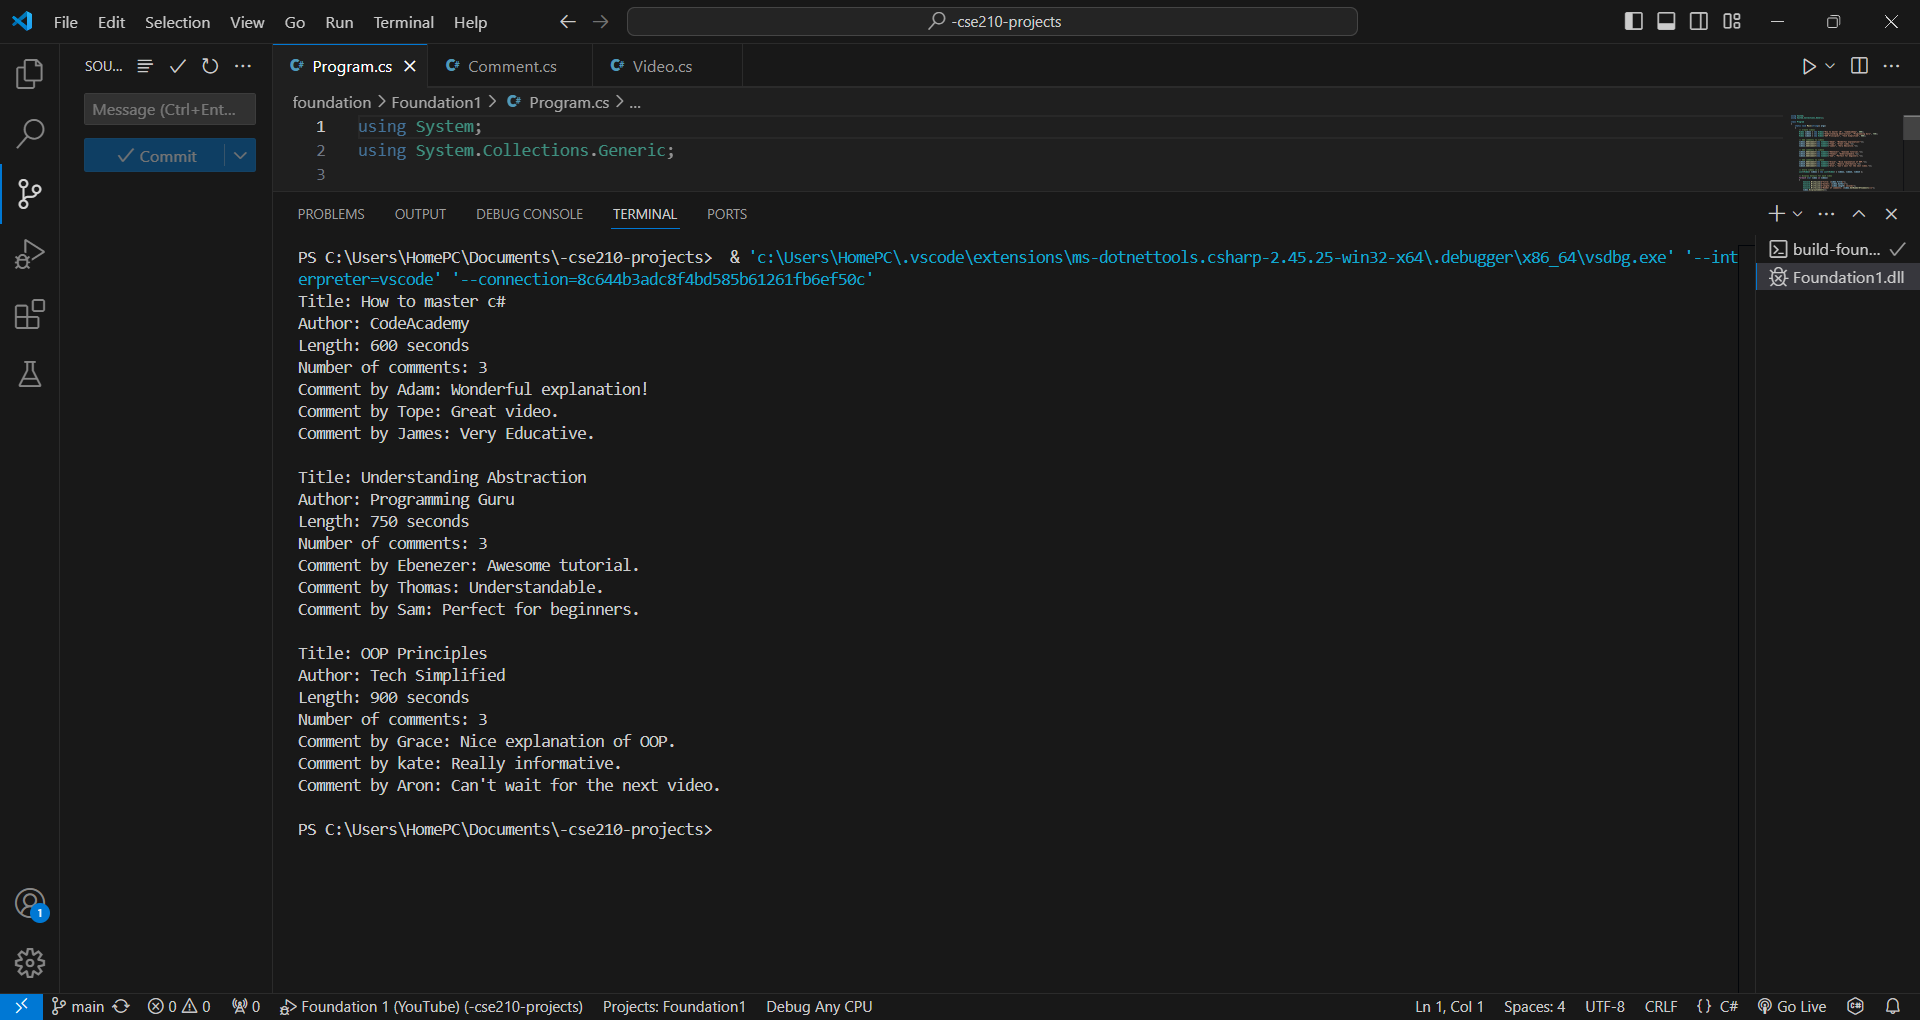 File Edit Selection View Go Run Terminal Help
-cse210-projects
SOU...
Program.cs
Comment.cs
Video.cs
Message (Ctrl+Ent...
Commit
foundation > Foundation1 > Program.cs > ...
1 using System;
2 using System.Collections.Generic;
3
PROBLEMS OUTPUT DEBUG CONSOLE TERMINAL PORTS
build-foun...
Foundation1.dll
PS C:\Users\HomePC\Documents\-cse210-projects>  & 'c:\Users\HomePC\.vscode\extensions\ms-dotnettools.csharp-2.45.25-win32-x64\.debugger\x86_64\vsdbg.exe' '--int
erpreter=vscode' '--connection=8c644b3adc8f4bd585b61261fb6ef50c'
Title: How to master c#
Author: CodeAcademy
Length: 600 seconds
Number of comments: 3
Comment by Adam: Wonderful explanation!
Comment by Tope: Great video.
Comment by James: Very Educative.
Title: Understanding Abstraction
Author: Programming Guru
Length: 750 seconds
Number of comments: 3
Comment by Ebenezer: Awesome tutorial.
Comment by Thomas: Understandable.
Comment by Sam: Perfect for beginners.
Title: OOP Principles
Author: Tech Simplified
Length: 900 seconds
Number of comments: 3
Comment by Grace: Nice explanation of OOP.
Comment by kate: Really informative.
Comment by Aron: Can't wait for the next video.
PS C:\Users\HomePC\Documents\-cse210-projects>
1
main 0 0 0 Foundation 1 (YouTube) (-cse210-projects) Projects: Foundation1 Debug Any CPU Ln 1, Col 1 Spaces: 4 UTF-8 CRLF {} C# Go Live